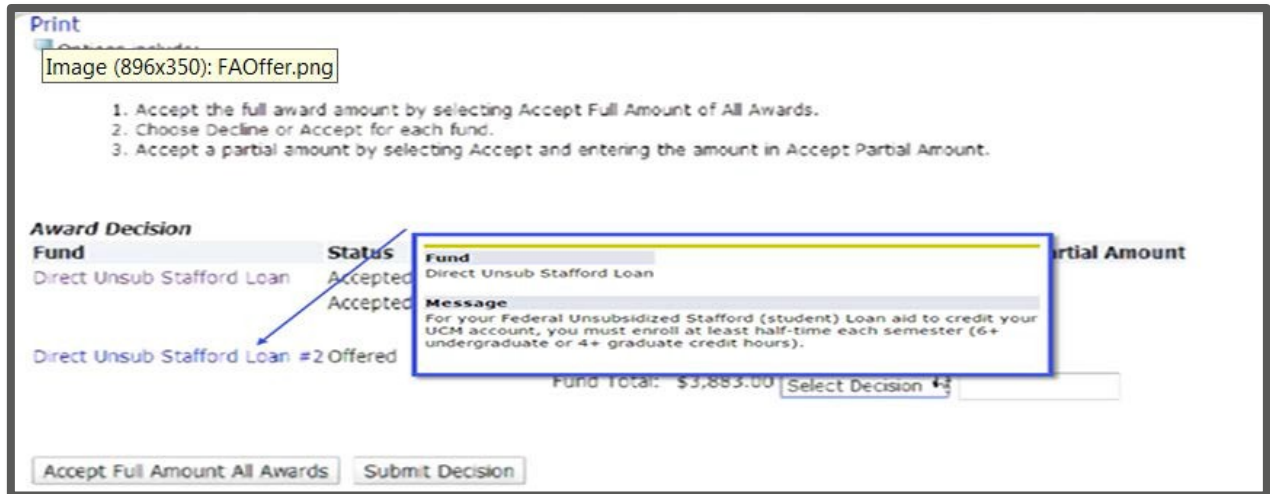 Print
Options include:
Image (896x350): FAOffer.png
1. Accept the full award amount by selecting Accept Full Amount of All Awards.
2. Choose Decline or Accept for each fund.
3. Accept a partial amount by selecting Accept and entering the amount in Accept Partial Amount.
Award Decision
Fund Status rtial Amount
Direct Unsub Stafford Loan Accepted
Accepted
Fund
Direct Unsub Stafford Loan
Message
For your Federal Unsubsidized Stafford (student) Loan aid to credit your
UCM account, you must enroll at least half-time each semester (6+
undergraduate or 4+ graduate credit hours).
Direct Unsub Stafford Loan #2 Offered
Fund Total: $3,883.00 Select Decision
Accept Full Amount All Awards Submit Decision